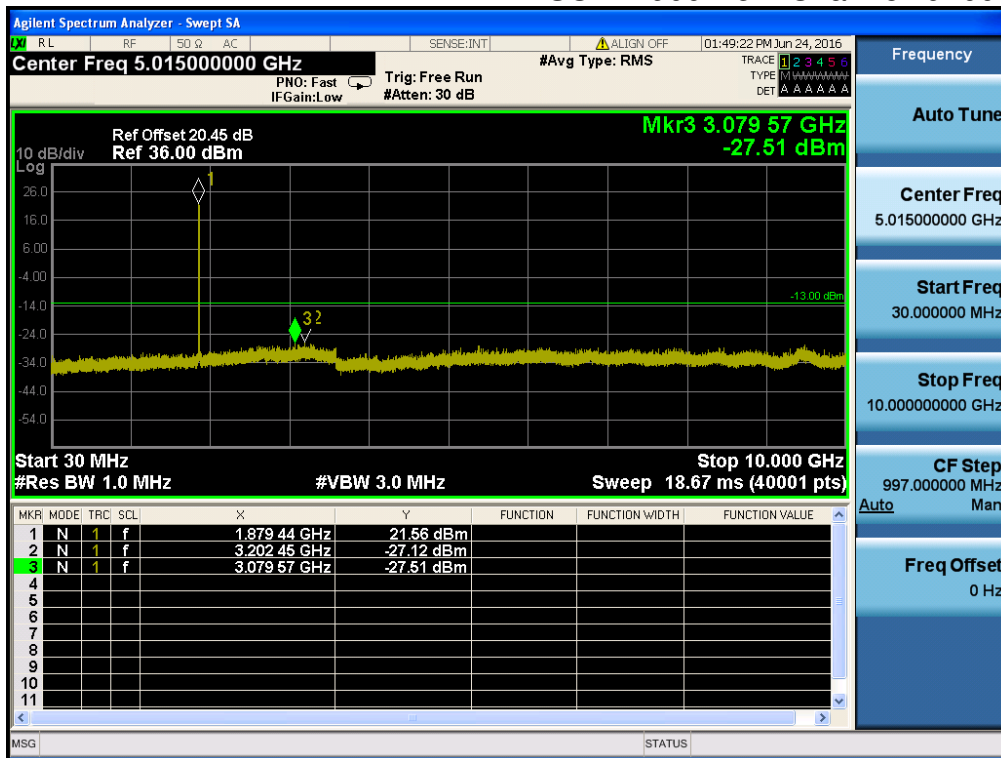 Agilent Spectrum Analyzer - Swept SA
LXI RL RF 50 Ω AC SENSE:INT ALIGN OFF 01:49:22 PM Jun 24, 2016
Center Freq 5.015000000 GHz
PNO: Fast
IFGain:Low
Trig: Free Run
#Atten: 30 dB
#Avg Type: RMS
TRACE 1 2 3 4 5 6
TYPE M
DET A A A A A A
Ref Offset 20.45 dB
10 dB/div Ref 36.00 dBm
Log
Mkr3 3.079 57 GHz
-27.51 dBm
26.0
16.0
6.00
-4.00
-14.0
-24.0
-34.0
-44.0
-54.0
1
3
2
-13.00 dBm
Start 30 MHz Stop 10.000 GHz
#Res BW 1.0 MHz #VBW 3.0 MHz Sweep 18.67 ms (40001 pts)
MKR MODE TRC SCL X Y FUNCTION FUNCTION WIDTH FUNCTION VALUE
1 N 1 f 1.879 44 GHz 21.56 dBm
2 N 1 f 3.202 45 GHz -27.12 dBm
3 N 1 f 3.079 57 GHz -27.51 dBm
4
5
6
7
8
9
10
11
MSG STATUS
Frequency
Auto Tune
Center Freq
5.015000000 GHz
Start Freq
30.000000 MHz
Stop Freq
10.000000000 GHz
CF Step
997.000000 MHz
Auto Man
Freq Offset
0 Hz